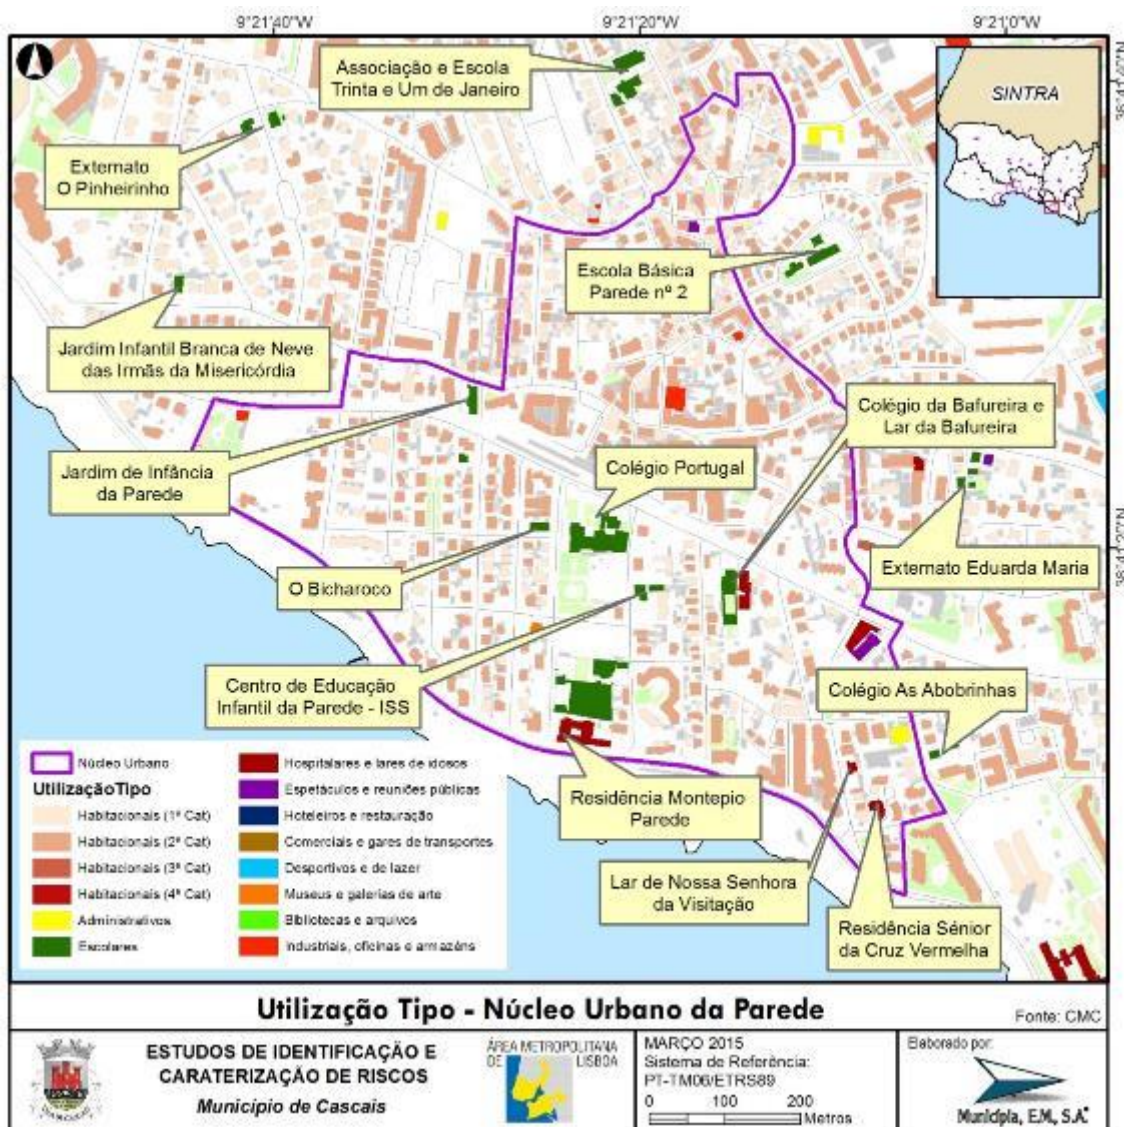 9°21'40"W
9°21'20"W
9°21'0"W
38°41'40"N
38°41'20"N
SINTRA
Associação e Escola
Trinta e Um de Janeiro
Externato
O Pinheirinho
Escola Básica
Parede nº 2
Jardim Infantil Branca de Neve
das Irmãs da Misericórdia
Colégio da Bafureira e
Lar da Bafureira
Jardim de Infância
da Parede
Colégio Portugal
O Bicharoco
Externato Eduarda Maria
Centro de Educação
Infantil da Parede - ISS
Colégio As Abobrinhas
Residência Montepio
Parede
Lar de Nossa Senhora
da Visitação
Residência Sénior
da Cruz Vermelha
Núcleo Urbano
UtilizaçãoTipo
Habitacionais (1ª Cat)
Habitacionais (2ª Cat)
Habitacionais (3ª Cat)
Habitacionais (4ª Cat)
Administrativos
Escolares
Hospitalares e lares de idosos
Espetáculos e reuniões públicas
Hoteleiros e restauração
Comerciais e gares de transportes
Desportivos e de lazer
Museus e galerias de arte
Bibliotecas e arquivos
Industriais, oficinas e armazéns
Utilização Tipo - Núcleo Urbano da Parede
Fonte: CMC
ESTUDOS DE IDENTIFICAÇÃO E
CARATERIZAÇÃO DE RISCOS
Município de Cascais
ÁREA METROPOLITANA
DE LISBOA
MARÇO 2015
Sistema de Referência:
PT-TM06/ETRS89
0 100 200
Metros
Elaborado por:
Municípia, E.M., S.A.